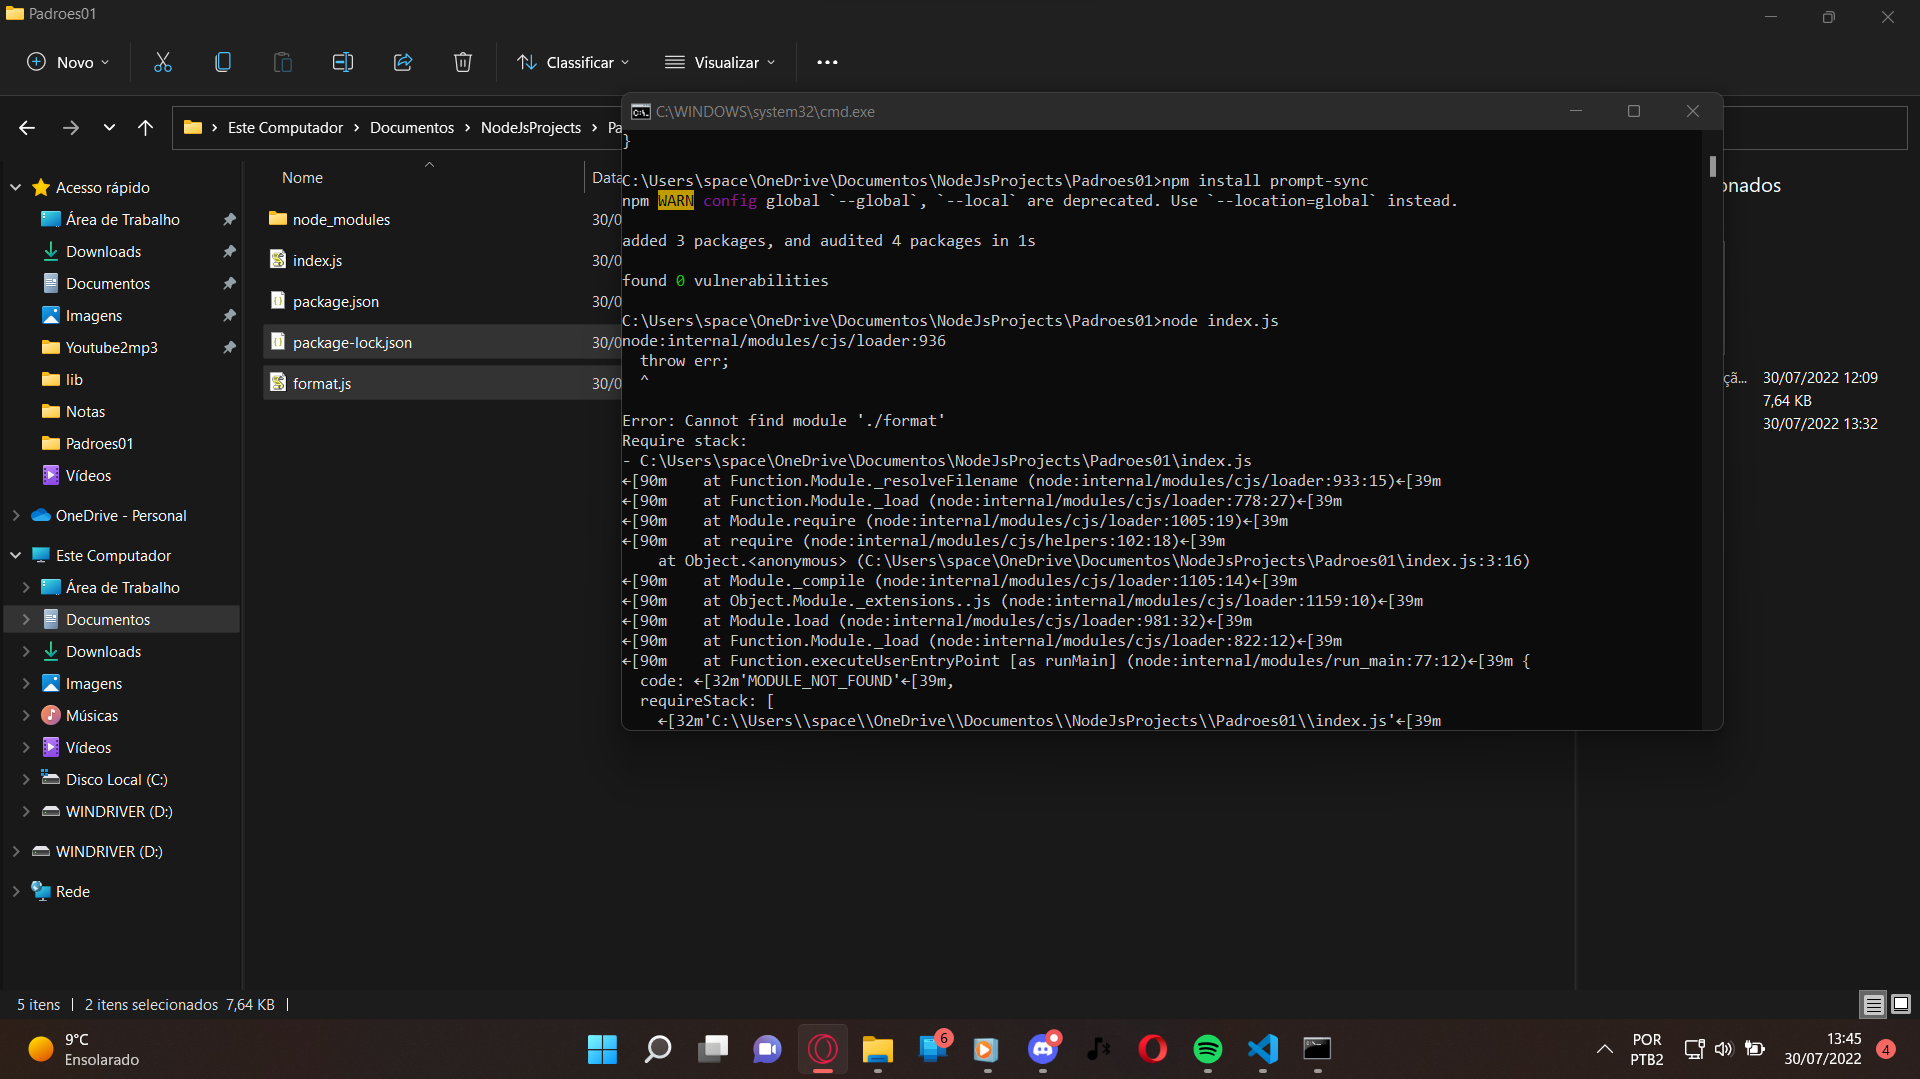 Padroes01
Novo
Classificar
Visualizar
Este Computador
Documentos
NodeJsProjects
Pa
Nome
Data
Acesso rápido
Área de Trabalho
Downloads
Documentos
Imagens
Youtube2mp3
lib
Notas
Padroes01
Vídeos
OneDrive - Personal
Este Computador
Área de Trabalho
Documentos
Downloads
Imagens
Músicas
Vídeos
Disco Local (C:)
WINDRIVER (D:)
WINDRIVER (D:)
Rede
node_modules 30/0
index.js 30/0
package.json 30/0
package-lock.json 30/0
format.js 30/0
C:\WINDOWS\system32\cmd.exe
}
C:\Users\space\OneDrive\Documentos\NodeJsProjects\Padroes01>npm install prompt-sync
npm WARN config global `--global`, `--local` are deprecated. Use `--location=global` instead.
added 3 packages, and audited 4 packages in 1s
found 0 vulnerabilities
C:\Users\space\OneDrive\Documentos\NodeJsProjects\Padroes01>node index.js
node:internal/modules/cjs/loader:936
throw err;
^
Error: Cannot find module './format'
Require stack:
- C:\Users\space\OneDrive\Documentos\NodeJsProjects\Padroes01\index.js
←[90m    at Function.Module._resolveFilename (node:internal/modules/cjs/loader:933:15)←[39m
←[90m    at Function.Module._load (node:internal/modules/cjs/loader:778:27)←[39m
←[90m    at Module.require (node:internal/modules/cjs/loader:1005:19)←[39m
←[90m    at require (node:internal/modules/cjs/helpers:102:18)←[39m
at Object.<anonymous> (C:\Users\space\OneDrive\Documentos\NodeJsProjects\Padroes01\index.js:3:16)
←[90m    at Module._compile (node:internal/modules/cjs/loader:1105:14)←[39m
←[90m    at Object.Module._extensions..js (node:internal/modules/cjs/loader:1159:10)←[39m
←[90m    at Module.load (node:internal/modules/cjs/loader:981:32)←[39m
←[90m    at Function.Module._load (node:internal/modules/cjs/loader:822:12)←[39m
←[90m    at Function.executeUserEntryPoint [as runMain] (node:internal/modules/run_main:77:12)←[39m {
code: ←[32m'MODULE_NOT_FOUND'←[39m,
requireStack: [
←[32m'C:\\Users\\space\\OneDrive\\Documentos\\NodeJsProjects\\Padroes01\\index.js'←[39m
onados
çã... 30/07/2022 12:09
7,64 KB
30/07/2022 13:32
5 itens
2 itens selecionados 7,64 KB
9°C
Ensolarado
6
POR
PTB2
13:45
30/07/2022
4